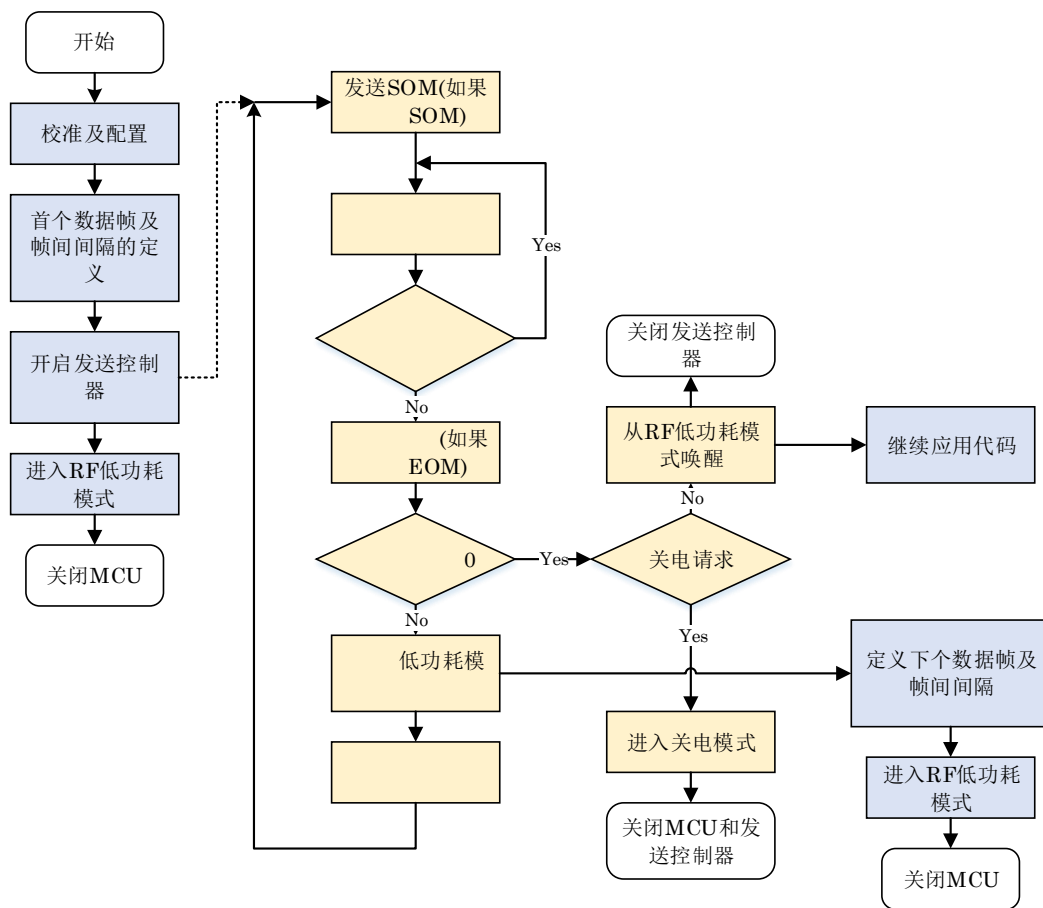 开始
校准及配置
首个数据帧及
帧间间隔的定
义
开启发送控制
器
进入RF低功耗
模式
关闭MCU
发送SOM(如果
SOM)
Yes
No
(如果
EOM)
0
Yes
No
低功耗模
关闭发送控制
器
从RF低功耗模
式唤醒
继续应用代码
No
关电请求
Yes
进入关电模式
关闭MCU和发
送控制器
定义下个数据帧及
帧间间隔
进入RF低功耗
模式
关闭MCU